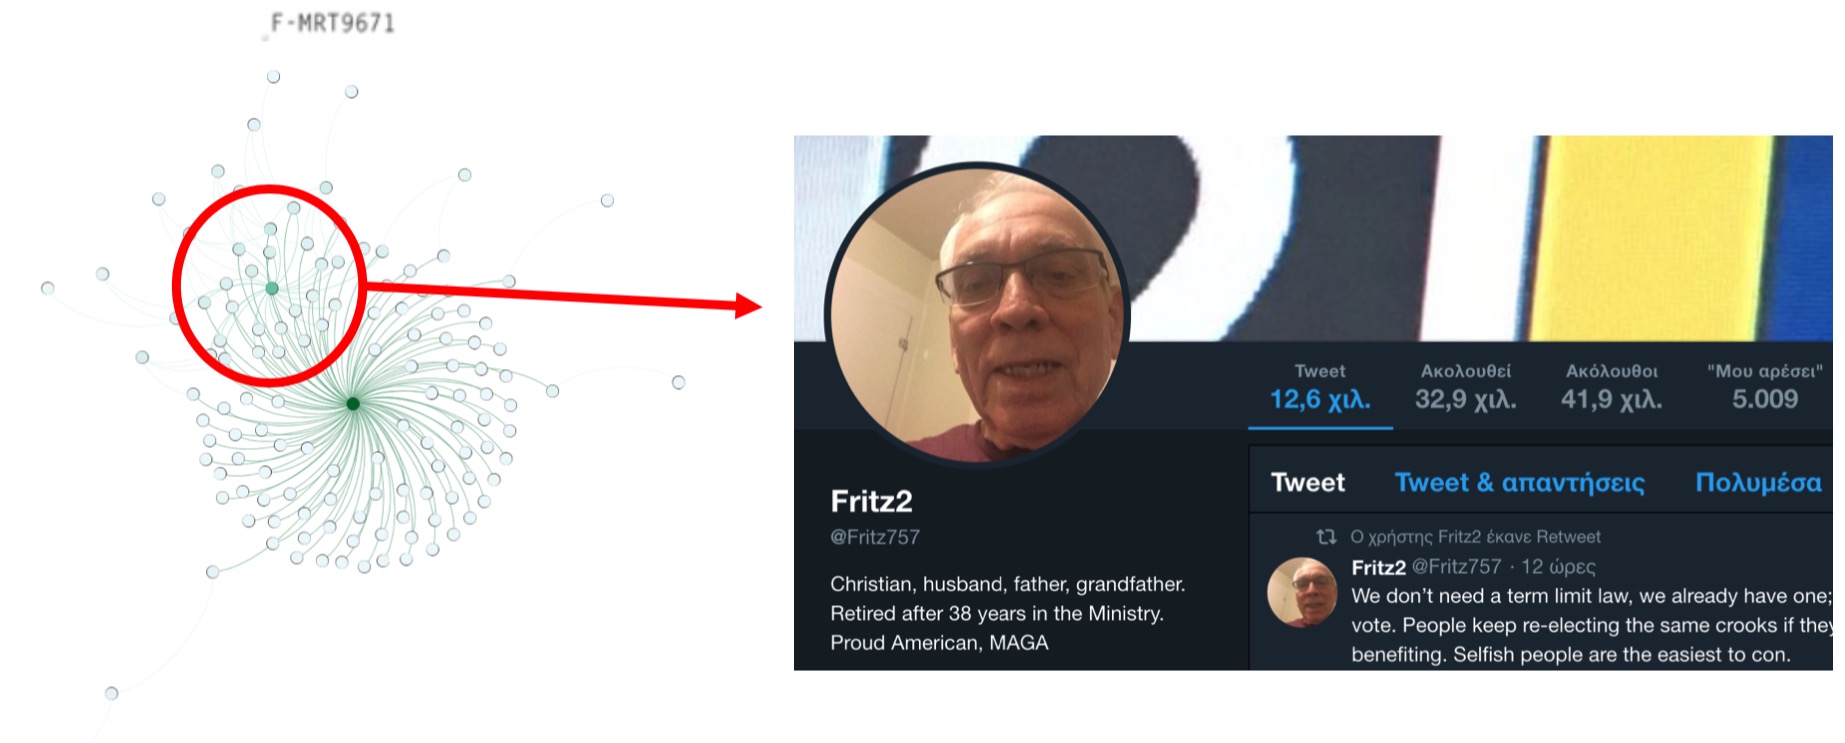 F-MRT9671
Tweet
Ακολουθεί
Ακόλουθοι
"Μου αρέσει"
12,6 χιλ.
32,9 χιλ.
41,9 χιλ.
5.009
Fritz2
@Fritz757
Christian, husband, father, grandfather.
Retired after 38 years in the Ministry.
Proud American, MAGA
Tweet
Tweet & απαντήσεις
Πολυμέσα
Ο χρήστης Fritz2 έκανε Retweet
Fritz2 @Fritz757 · 12 ώρες
We don't need a term limit law, we already have one;
vote. People keep re-electing the same crooks if they
benefiting. Selfish people are the easiest to con.